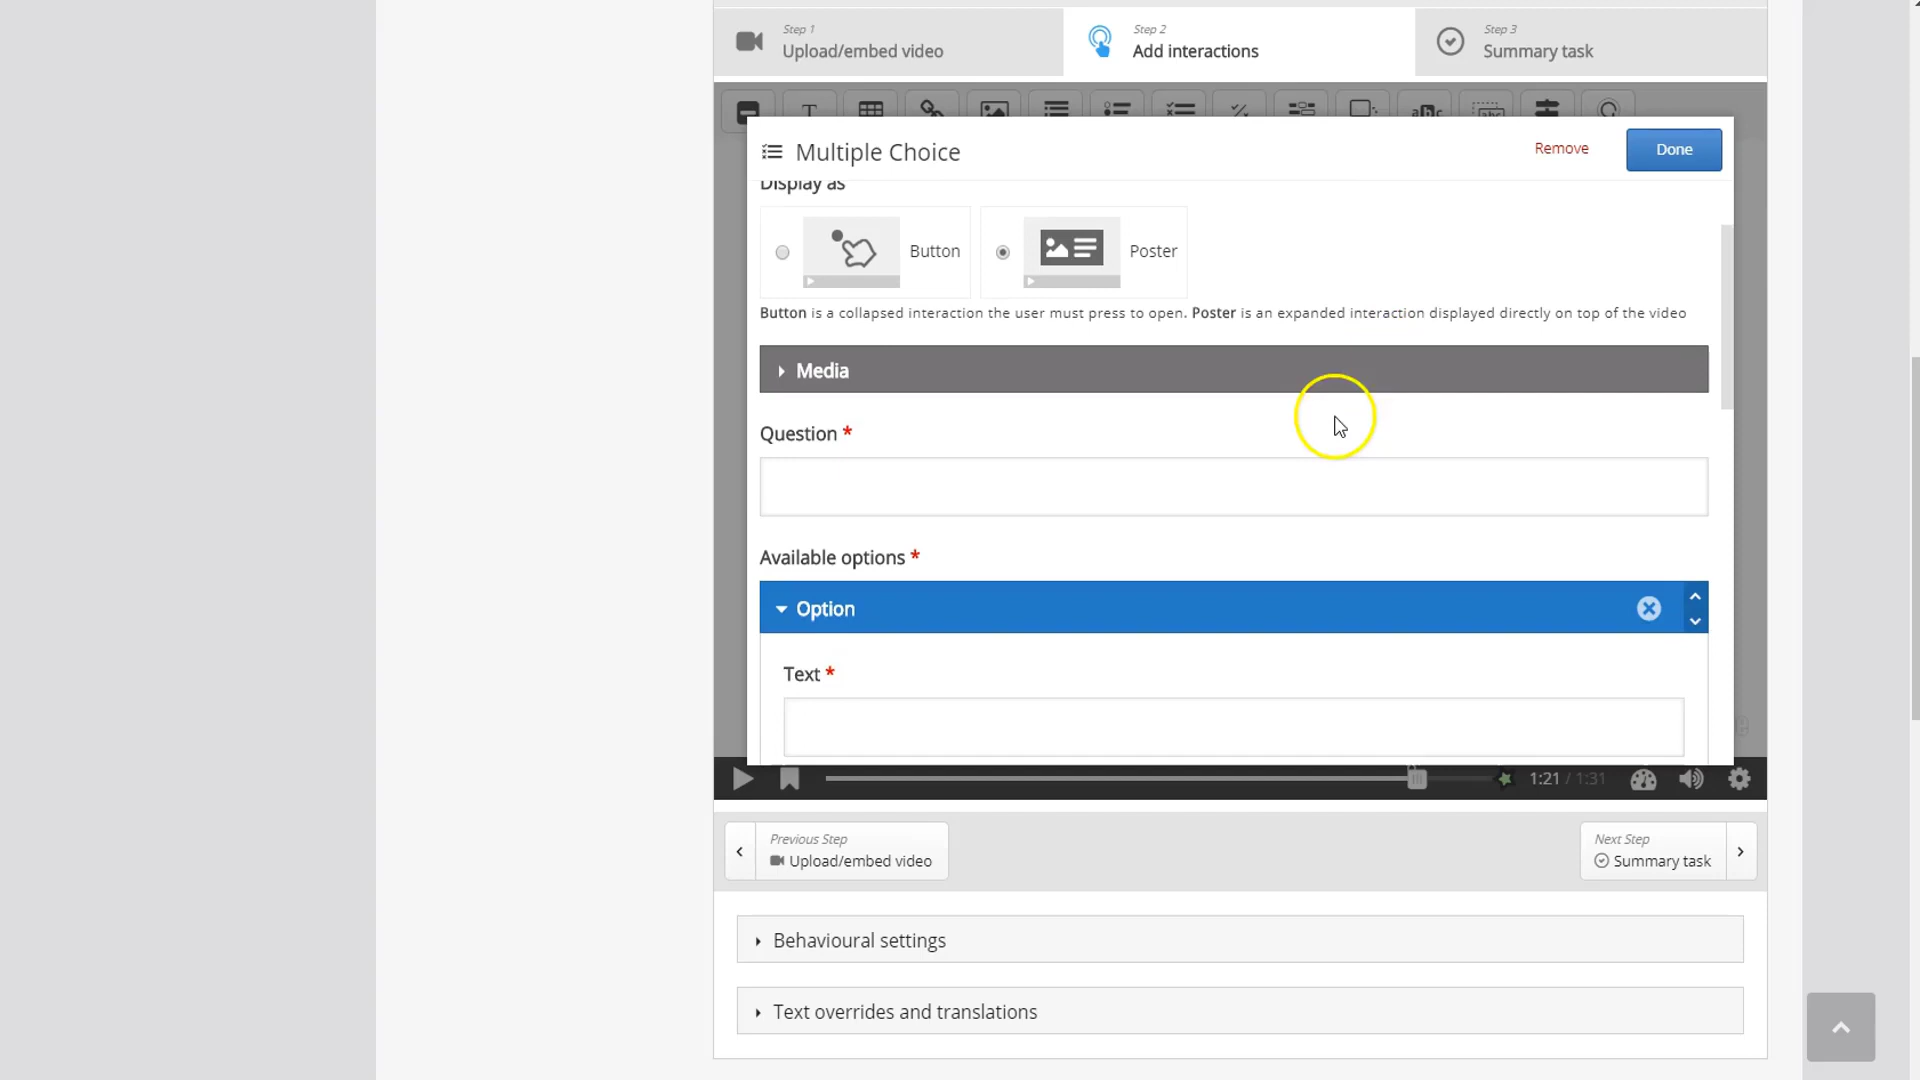 Step 1
Upload/embed video
Step 2
Add interactions
Step 3
Summary task
T
abc
abc
Multiple Choice
Remove
Done
Display as
Button
Poster
Button is a collapsed interaction the user must press to open. Poster is an expanded interaction displayed directly on top of the video
Media
Question *
Available options *
Option
Text *
1:21 / 1:31
Previous Step
Upload/embed video
Next Step
Summary task
Behavioural settings
Text overrides and translations